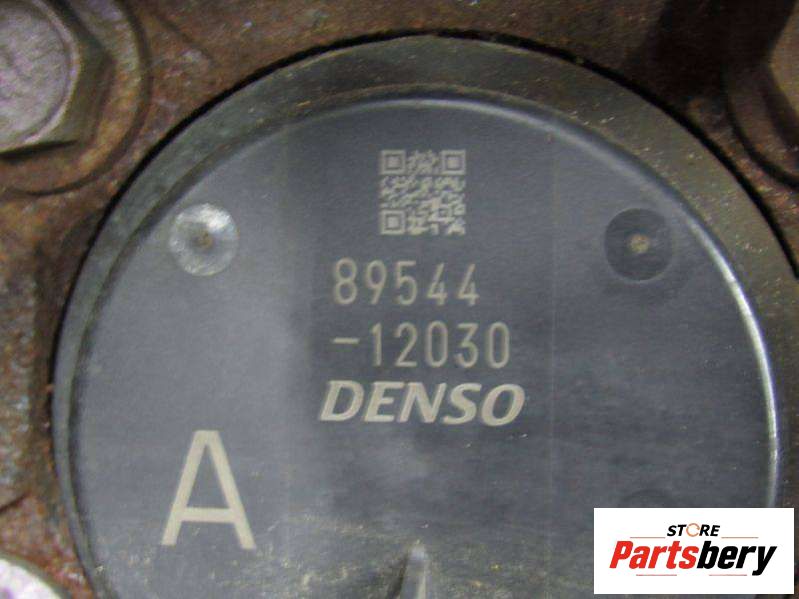 89544
-12030
DENSO
A
STORE
Partsbery